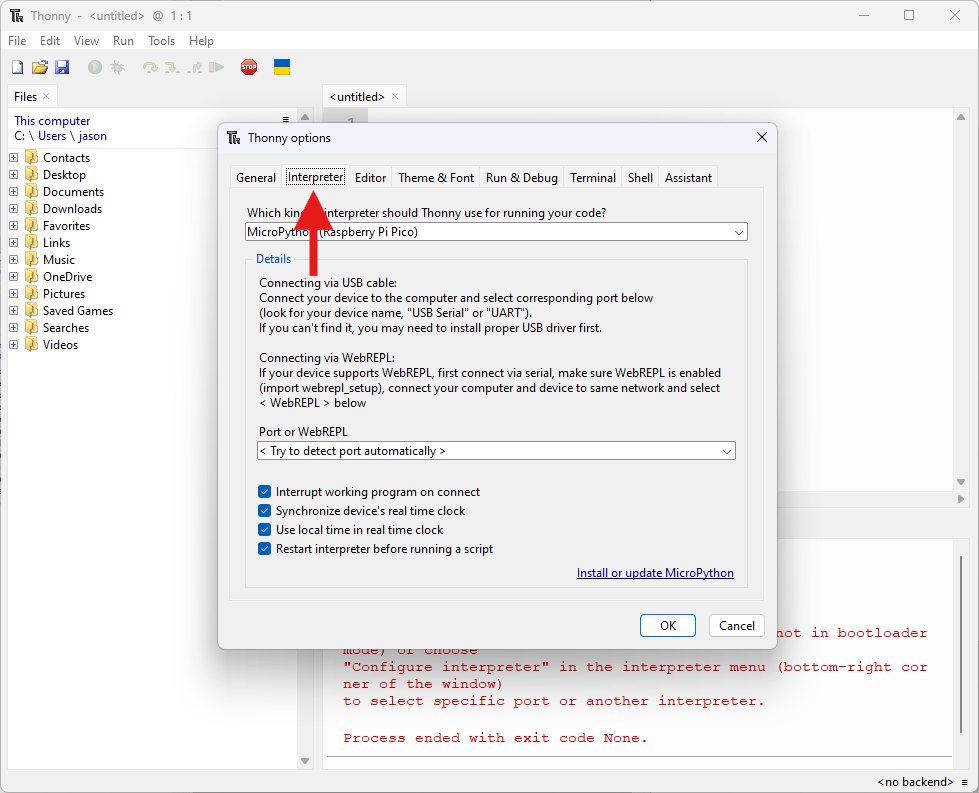 Thonny - <untitled> @ 1 : 1
File Edit View Run Tools Help
STOP
Files
<untitled>
This computer
C: \ Users \ jason
1
Contacts
Desktop
Documents
Downloads
Favorites
Links
Music
OneDrive
Pictures
Saved Games
Searches
Videos
Thonny options
General Interpreter Editor Theme & Font Run & Debug Terminal Shell Assistant
Which interpreter should Thonny use for running your code?
MicroPython (Raspberry Pi Pico)
Details
Connecting via USB cable:
Connect your device to the computer and select corresponding port below
(look for your device name, "USB Serial" or "UART").
If you can't find it, you may need to install proper USB driver first.
Connecting via WebREPL:
If your device supports WebREPL, first connect via serial, make sure WebREPL is enabled
(import webrepl_setup), connect your computer and device to same network and select
< WebREPL > below
Port or WebREPL
< Try to detect port automatically >
Interrupt working program on connect
Synchronize device's real time clock
Use local time in real time clock
Restart interpreter before running a script
Install or update MicroPython
OK Cancel
not in bootloader
mode) or choose
"Configure interpreter" in the interpreter menu (bottom-right cor
ner of the window)
to select specific port or another interpreter.
Process ended with exit code None.
<no backend> ≡